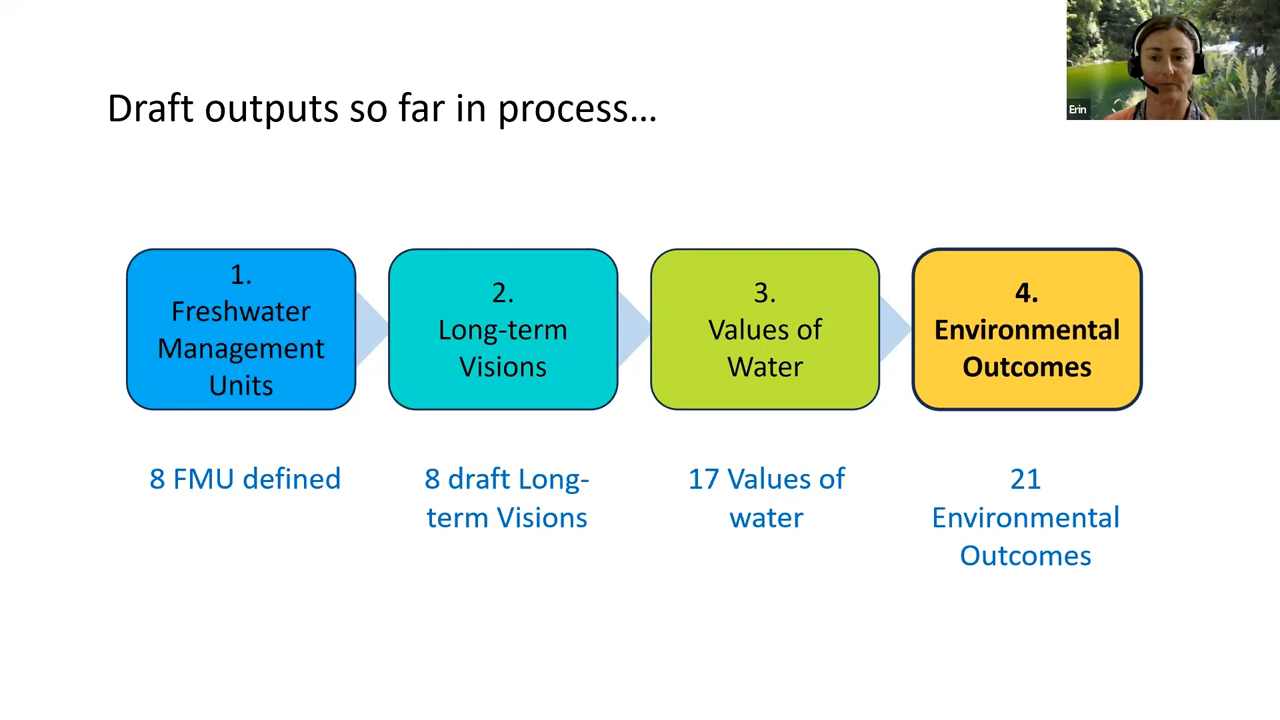 Erin
Draft outputs so far in process…
1.
Freshwater
Management
Units
2.
Long-term
Visions
3.
Values of
Water
4.
Environmental
Outcomes
8 FMU defined
8 draft Long-
term Visions
17 Values of
water
21
Environmental
Outcomes